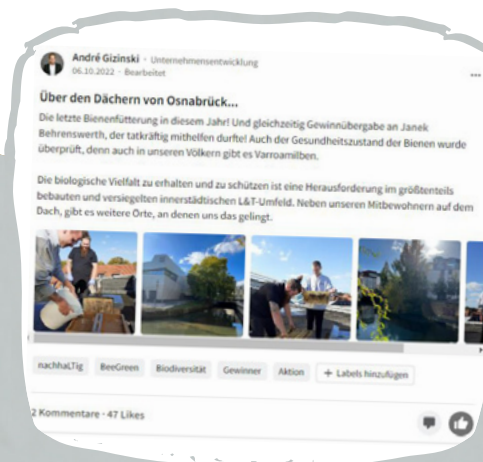 André Gizinski · Unternehmensentwicklung
06.10.2022 · Bearbeitet
Über den Dächern von Osnabrück...
Die letzte Bienenfütterung in diesem Jahr! Und gleichzeitig Gewinnübergabe an Janek
Behrenswerth, der tatkräftig mithelfen durfte! Auch der Gesundheitszustand der Bienen wurde
überprüft, denn auch in unseren Völkern gibt es Varroamilben.
Die biologische Vielfalt zu erhalten und zu schützen ist eine Herausforderung im größtenteils
bebauten und versiegelten innerstädtischen L&T-Umfeld. Neben unseren Mitbewohnern auf dem
Dach, gibt es weitere Orte, an denen uns das gelingt.
nachhaLTig BeeGreen Biodiversität Gewinner Aktion + Labels hinzufügen
2 Kommentare · 47 Likes